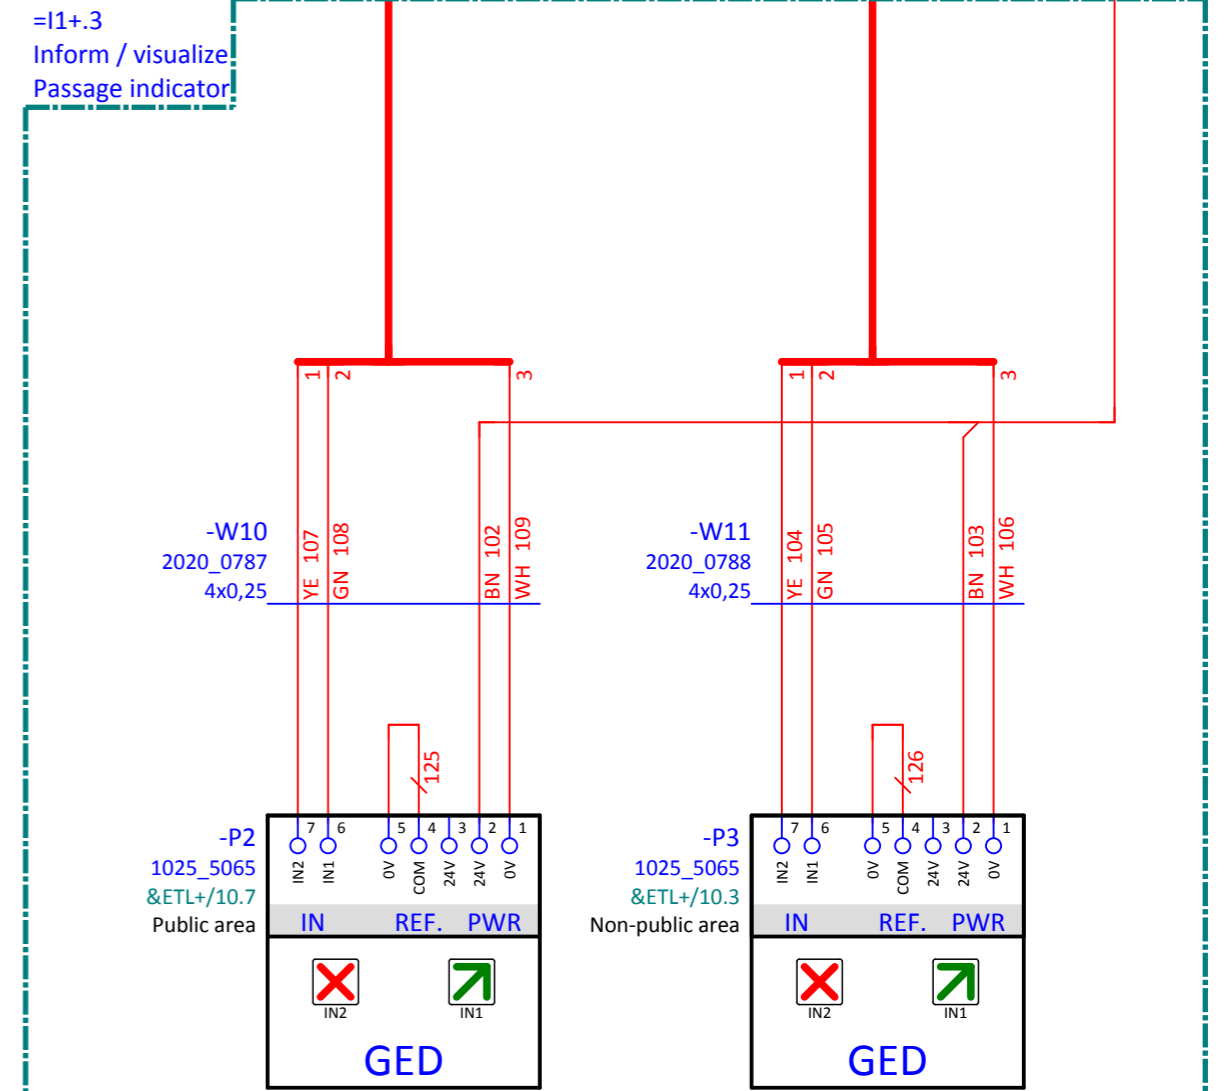 =I1+.3
Inform / visualize
Passage indicator
1 2 3
1 2 3
-W10
2020_0787
4x0,25
YE 107
GN 108
BN 102
WH 109
-W11
2020_0788
4x0,25
YE 104
GN 105
BN 103
WH 106
125
126
-P2
1025_5065
&ETL+/10.7
Public area
7 6 5 4 3 2 1
IN2 IN1 0V COM 24V 24V 0V
IN REF. PWR
IN2 IN1
GED
-P3
1025_5065
&ETL+/10.3
Non-public area
7 6 5 4 3 2 1
IN2 IN1 0V COM 24V 24V 0V
IN REF. PWR
IN2 IN1
GED